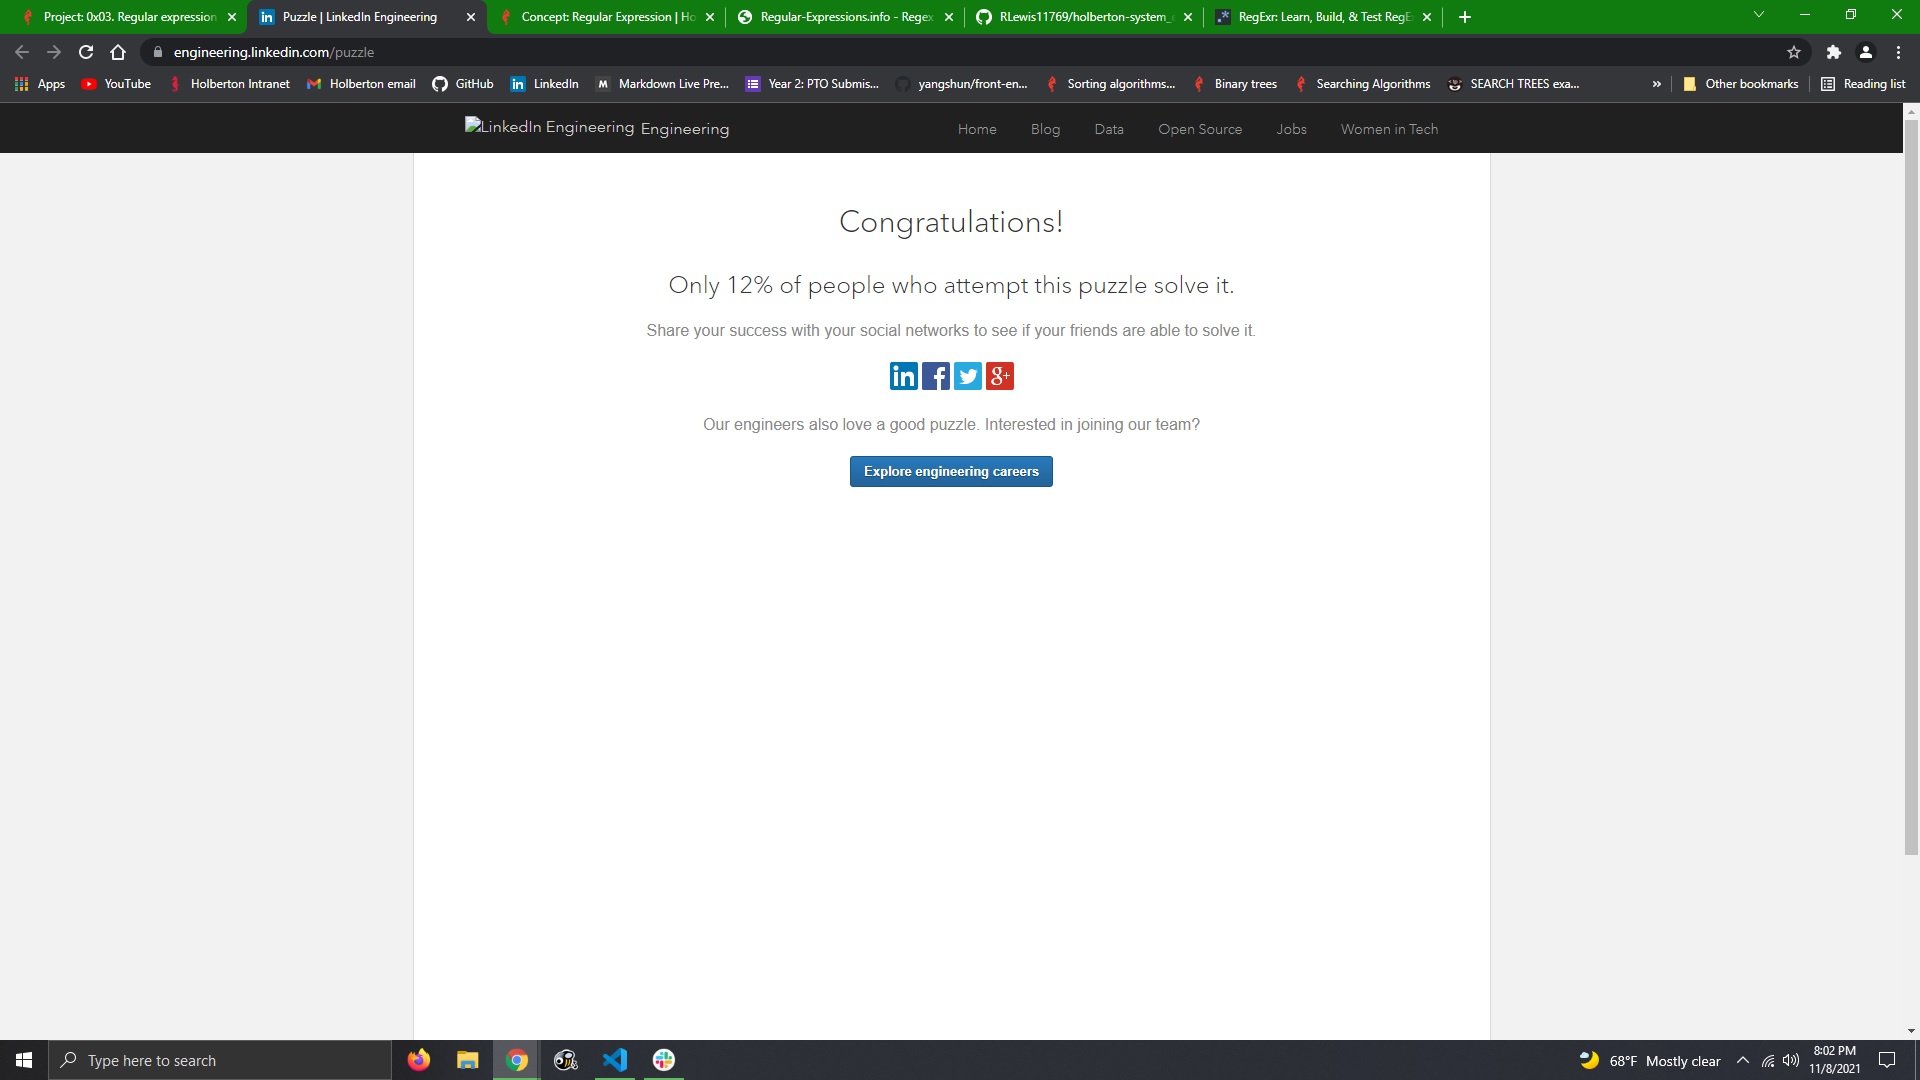 Project: 0x03. Regular expression
Puzzle | LinkedIn Engineering
Concept: Regular Expression | Ho
Regular-Expressions.info - Regex
RLewis11769/holberton-system_
RegExr: Learn, Build, & Test RegE
engineering.linkedin.com/puzzle
Apps
YouTube
Holberton Intranet
Holberton email
GitHub
LinkedIn
Markdown Live Pre...
Year 2: PTO Submis...
yangshun/front-en...
Sorting algorithms...
Binary trees
Searching Algorithms
SEARCH TREES exa...
»
Other bookmarks
Reading list
LinkedIn Engineering Engineering
Home
Blog
Data
Open Source
Jobs
Women in Tech
Congratulations!
Only 12% of people who attempt this puzzle solve it.
Share your success with your social networks to see if your friends are able to solve it.
in f g+
Our engineers also love a good puzzle. Interested in joining our team?
Explore engineering careers
Type here to search
68°F Mostly clear
8:02 PM
11/8/2021